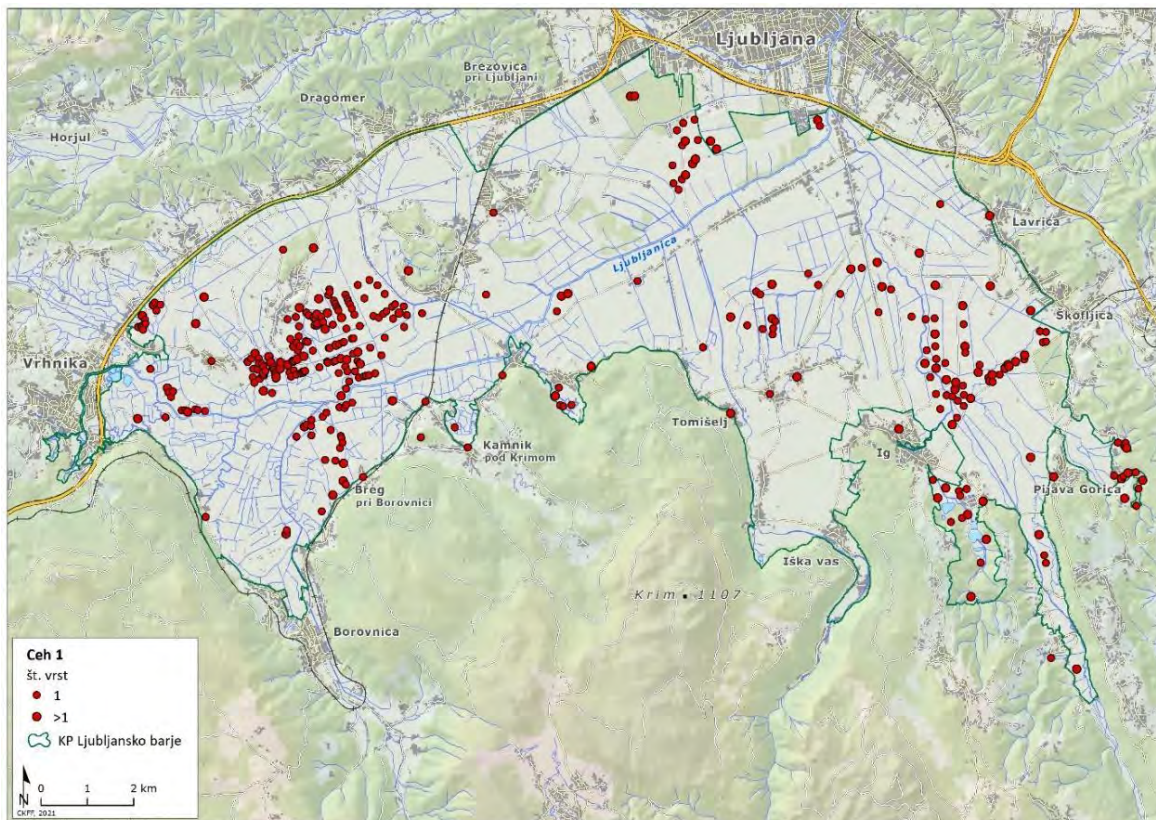 Ljubljana
Brezovica
pri Ljubljani
Dragomer
Horjul
Ljubljanica
Lavrica
Škofljica
Vrhnika
Tomišelj
Kamnik
pod Krimom
Ig
Breg
pri Borovnici
Pijava Gorica
Iška vas
Krim 1107
Borovnica
Ceh 1
št. vrst
1
>1
KP Ljubljansko barje
N
0 1 2 km
CKFF, 2021